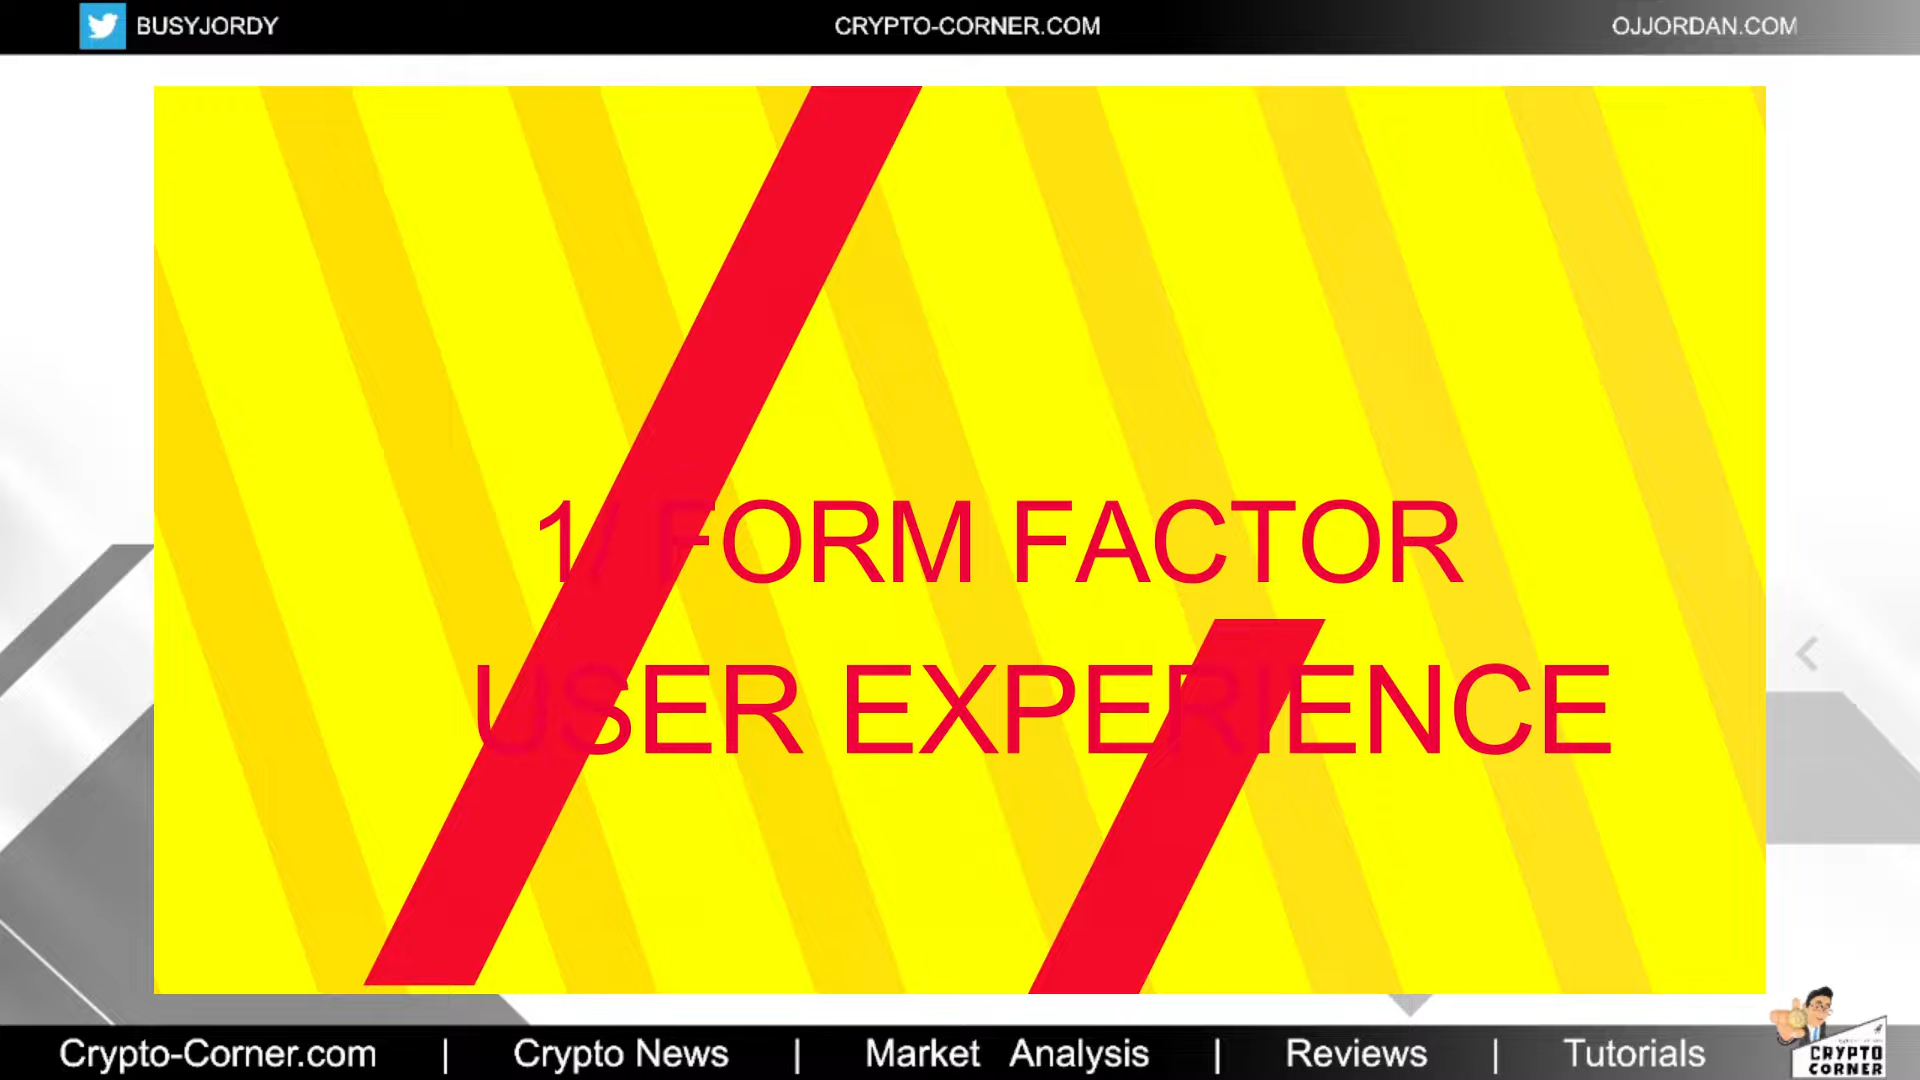 BUSYJORDY
CRYPTO-CORNER.COM
OJJORDAN.COM
1/ FORM FACTOR
USER EXPERIENCE
Crypto-Corner.com | Crypto News | Market Analysis | Reviews | Tutorials
CRYPTO
CORNER